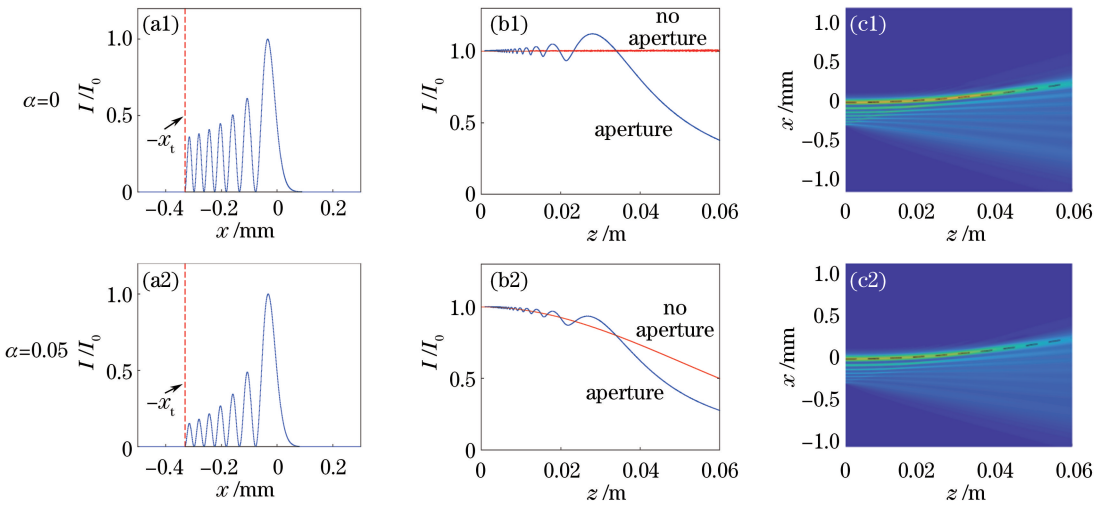 (a1)
1.0
0.5
0
I/I₀
α=0
−xₜ
−0.4
−0.2
0
0.2
x /mm
(b1)
no
aperture
aperture
1.0
0.5
0
I/I₀
0
0.02
0.04
0.06
z /m
(c1)
1.0
0.5
0
−0.5
−1.0
x /mm
0
0.02
0.04
0.06
z /m
(a2)
1.0
0.5
0
I/I₀
α=0.05
−xₜ
−0.4
−0.2
0
0.2
x /mm
(b2)
no
aperture
aperture
1.0
0.5
0
I/I₀
0
0.02
0.04
0.06
z /m
(c2)
1.0
0.5
0
−0.5
−1.0
x /mm
0
0.02
0.04
0.06
z /m